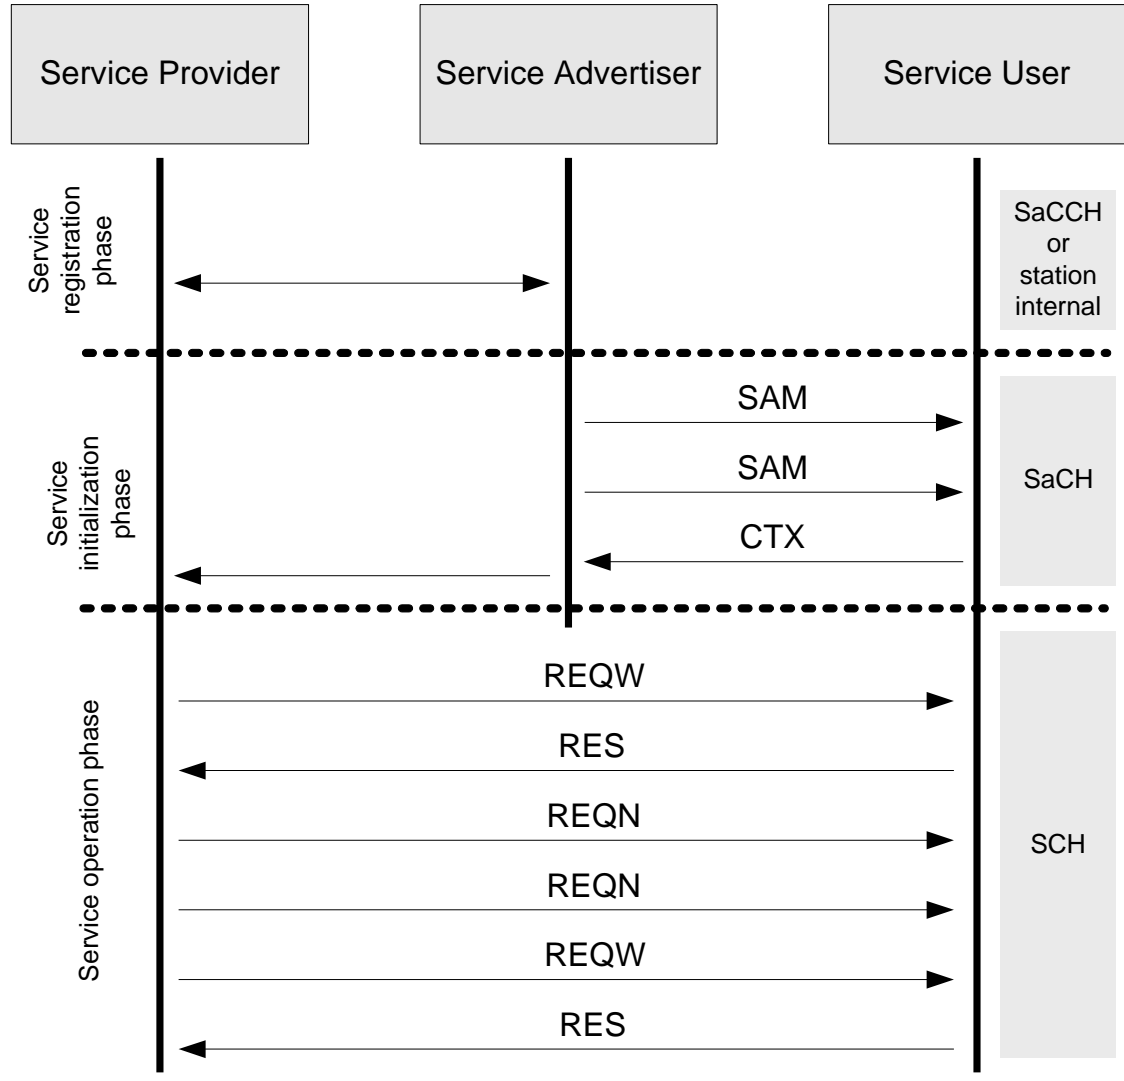 Service Provider
Service Advertiser
Service User
Service
registration
phase
SaCCH
or
station
internal
SAM
SAM
CTX
Service
initialization
phase
SaCH
REQW
RES
REQN
REQN
REQW
RES
Service operation phase
SCH